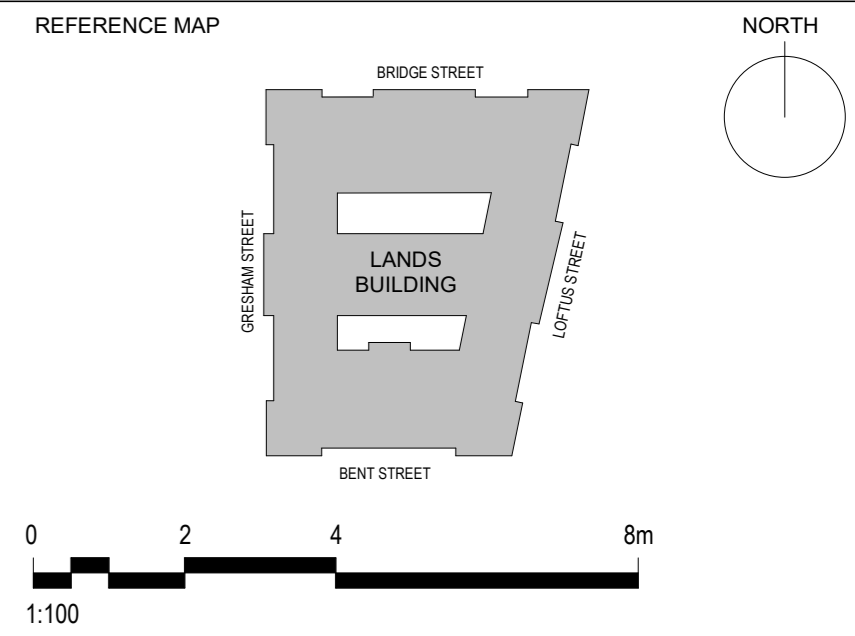 REFERENCE MAP
NORTH
BRIDGE STREET
GRESHAM STREET
LANDS
BUILDING
LOFTUS STREET
BENT STREET
0 2 4 8m
1:100